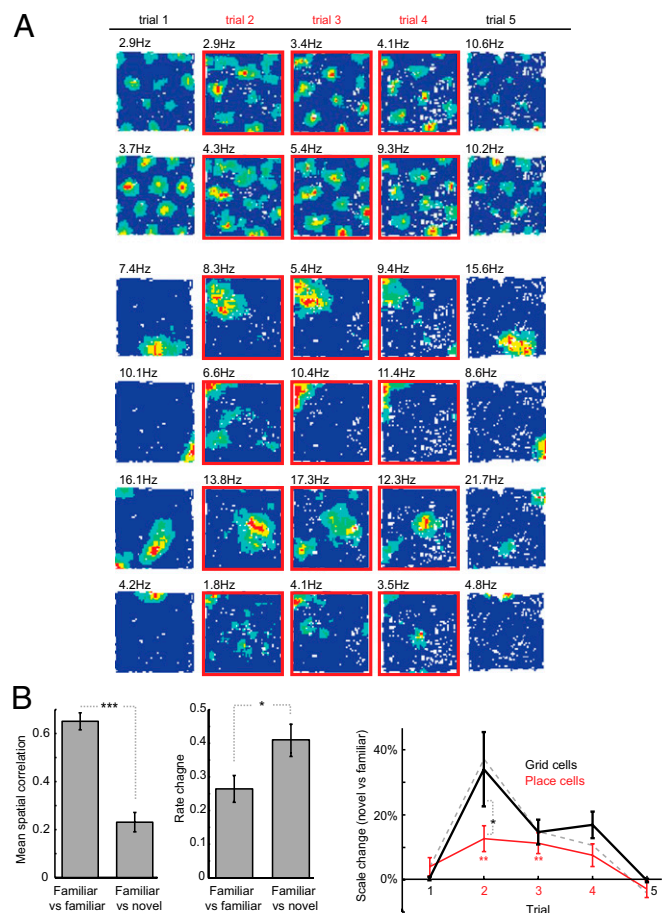 A
trial 1 trial 2 trial 3 trial 4 trial 5
2.9Hz 2.9Hz 3.4Hz 4.1Hz 10.6Hz
3.7Hz 4.3Hz 5.4Hz 9.3Hz 10.2Hz
7.4Hz 8.3Hz 5.4Hz 9.4Hz 15.6Hz
10.1Hz 6.6Hz 10.4Hz 11.4Hz 8.6Hz
16.1Hz 13.8Hz 17.3Hz 12.3Hz 21.7Hz
4.2Hz 1.8Hz 4.1Hz 3.5Hz 4.8Hz
B
Mean spatial correlation
0.6
0.4
0.2
0
***
Familiar vs familiar
Familiar vs novel
Rate chagne
0.5
0.4
0.3
0.2
0.1
0
*
Familiar vs familiar
Familiar vs novel
Scale change (novel vs familiar)
40%
20%
0%
Grid cells
Place cells
*
** **
1 2 3 4 5
Trial